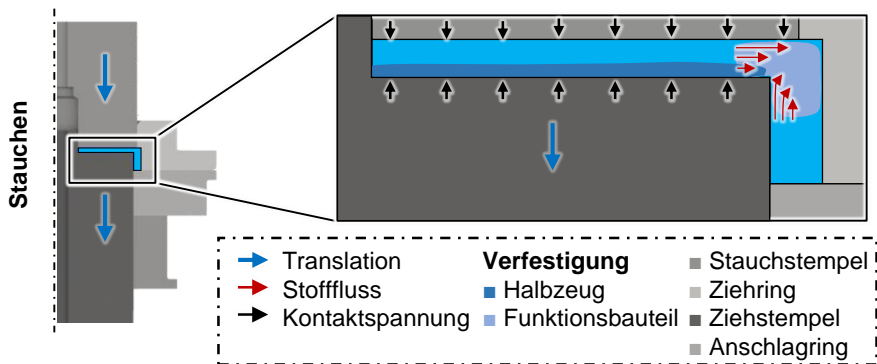 Stauchen
Translation
Stofffluss
Kontaktspannung
Verfestigung
Halbzeug
Funktionsbauteil
Stauchstempel
Ziehring
Ziehstempel
Anschlagring